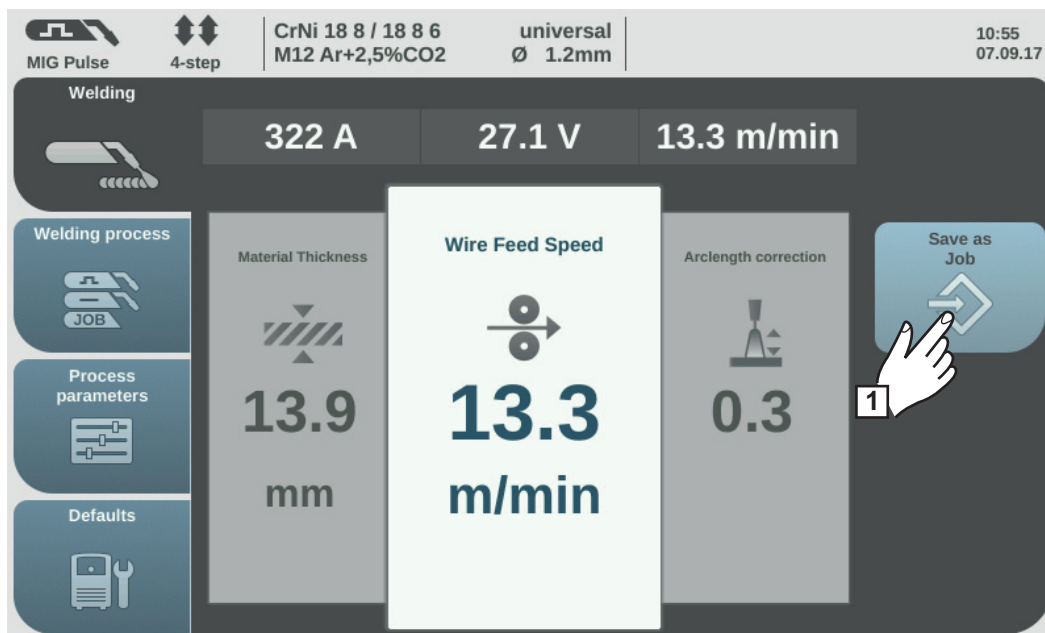 MIG Pulse
4-step
CrNi 18 8 / 18 8 6 universal
M12 Ar+2,5%CO2 Ø 1.2mm
10:55
07.09.17
Welding
322 A
27.1 V
13.3 m/min
Welding process
JOB
Process
parameters
Defaults
Material Thickness
13.9
mm
Wire Feed Speed
13.3
m/min
Arclength correction
0.3
Save as
Job
1